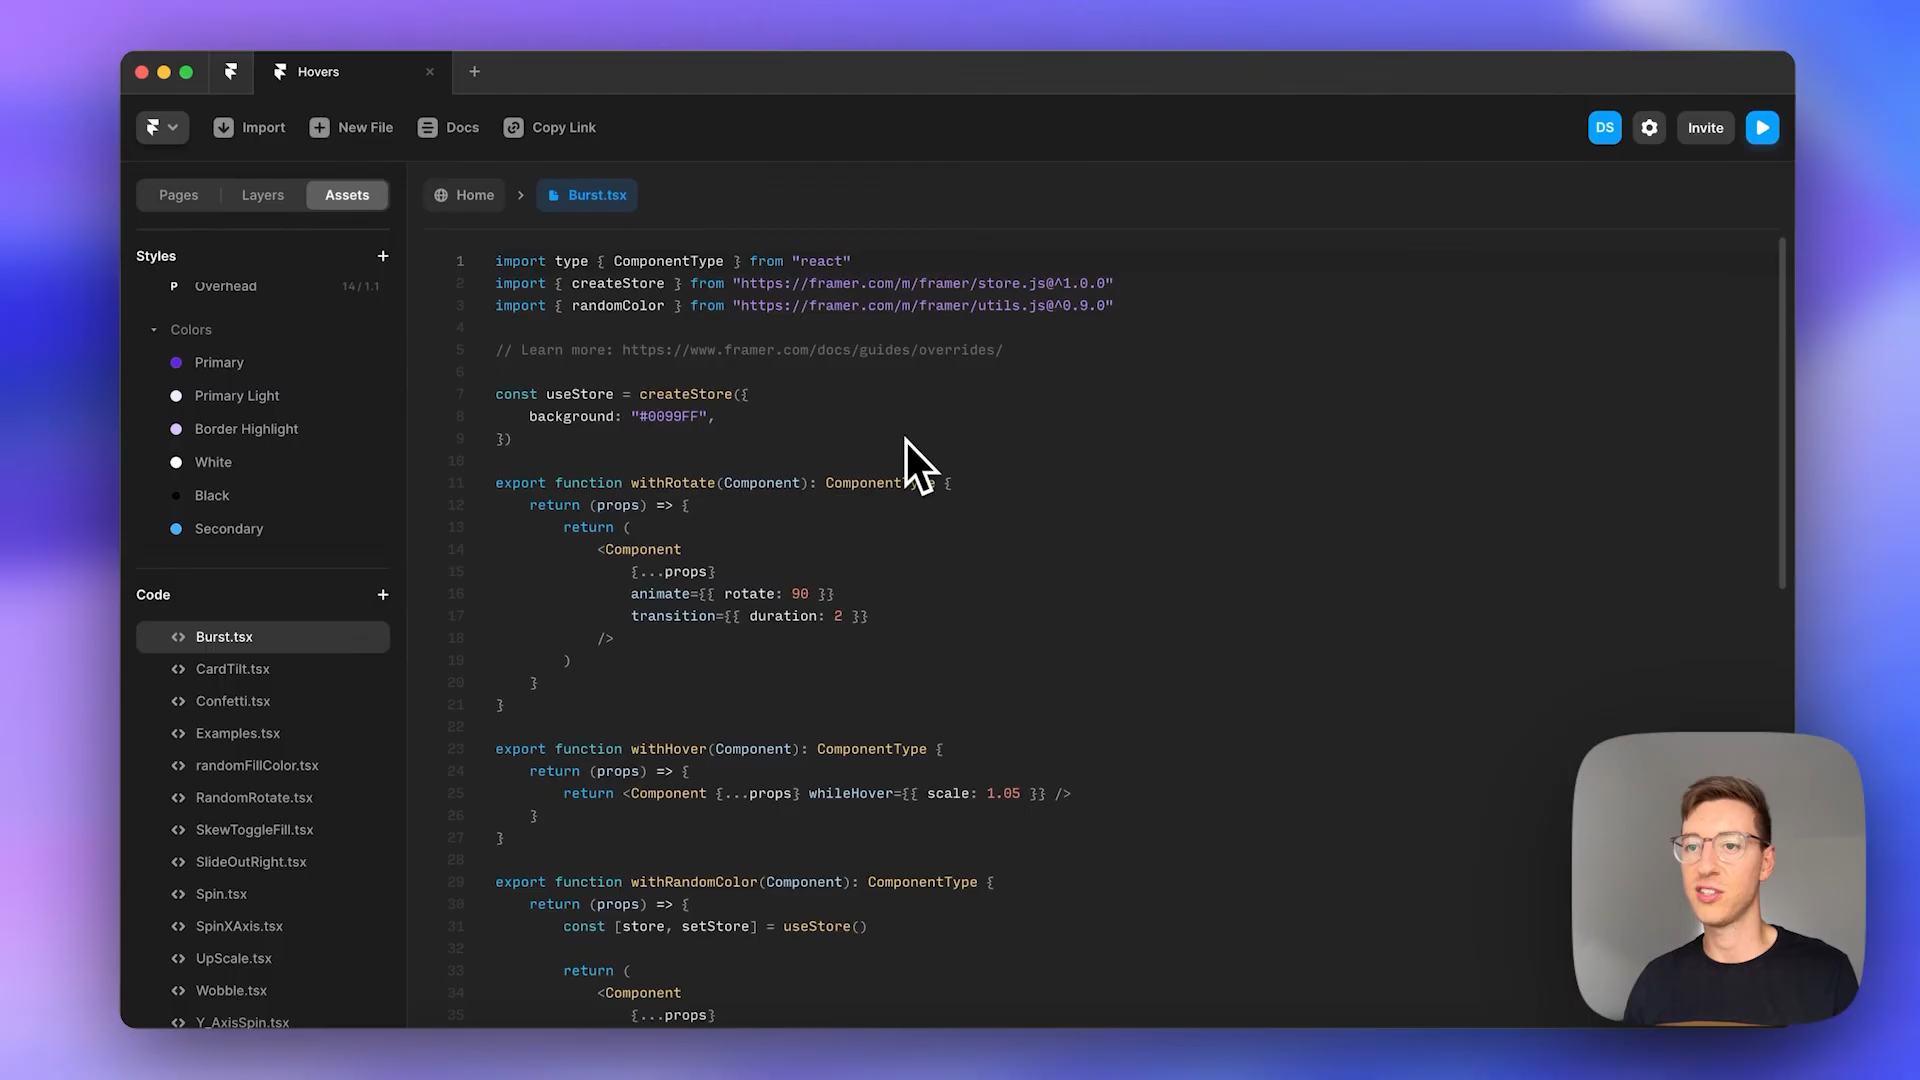 Hovers
Import
New File
Docs
Copy Link
DS
Invite
Pages
Layers
Assets
Home
Burst.tsx
Styles
P Overhead 14 / 1.1
Colors
Primary
Primary Light
Border Highlight
White
Black
Secondary
Code
Burst.tsx
CardTilt.tsx
Confetti.tsx
Examples.tsx
randomFillColor.tsx
RandomRotate.tsx
SkewToggleFill.tsx
SlideOutRight.tsx
Spin.tsx
SpinXAxis.tsx
UpScale.tsx
Wobble.tsx
Y_AxisSpin.tsx
1 import type { ComponentType } from "react"
2 import { createStore } from "https://framer.com/m/framer/store.js@^1.0.0"
3 import { randomColor } from "https://framer.com/m/framer/utils.js@^0.9.0"
4
5 // Learn more: https://www.framer.com/docs/guides/overrides/
6
7 const useStore = createStore({
8 background: "#0099FF",
9 })
10
11 export function withRotate(Component): ComponentType {
12 return (props) => {
13 return (
14 <Component
15 {...props}
16 animate={{ rotate: 90 }}
17 transition={{ duration: 2 }}
18 />
19 )
20 }
21 }
22
23 export function withHover(Component): ComponentType {
24 return (props) => {
25 return <Component {...props} whileHover={{ scale: 1.05 }} />
26 }
27 }
28
29 export function withRandomColor(Component): ComponentType {
30 return (props) => {
31 const [store, setStore] = useStore()
32
33 return (
34 <Component
35 {...props}